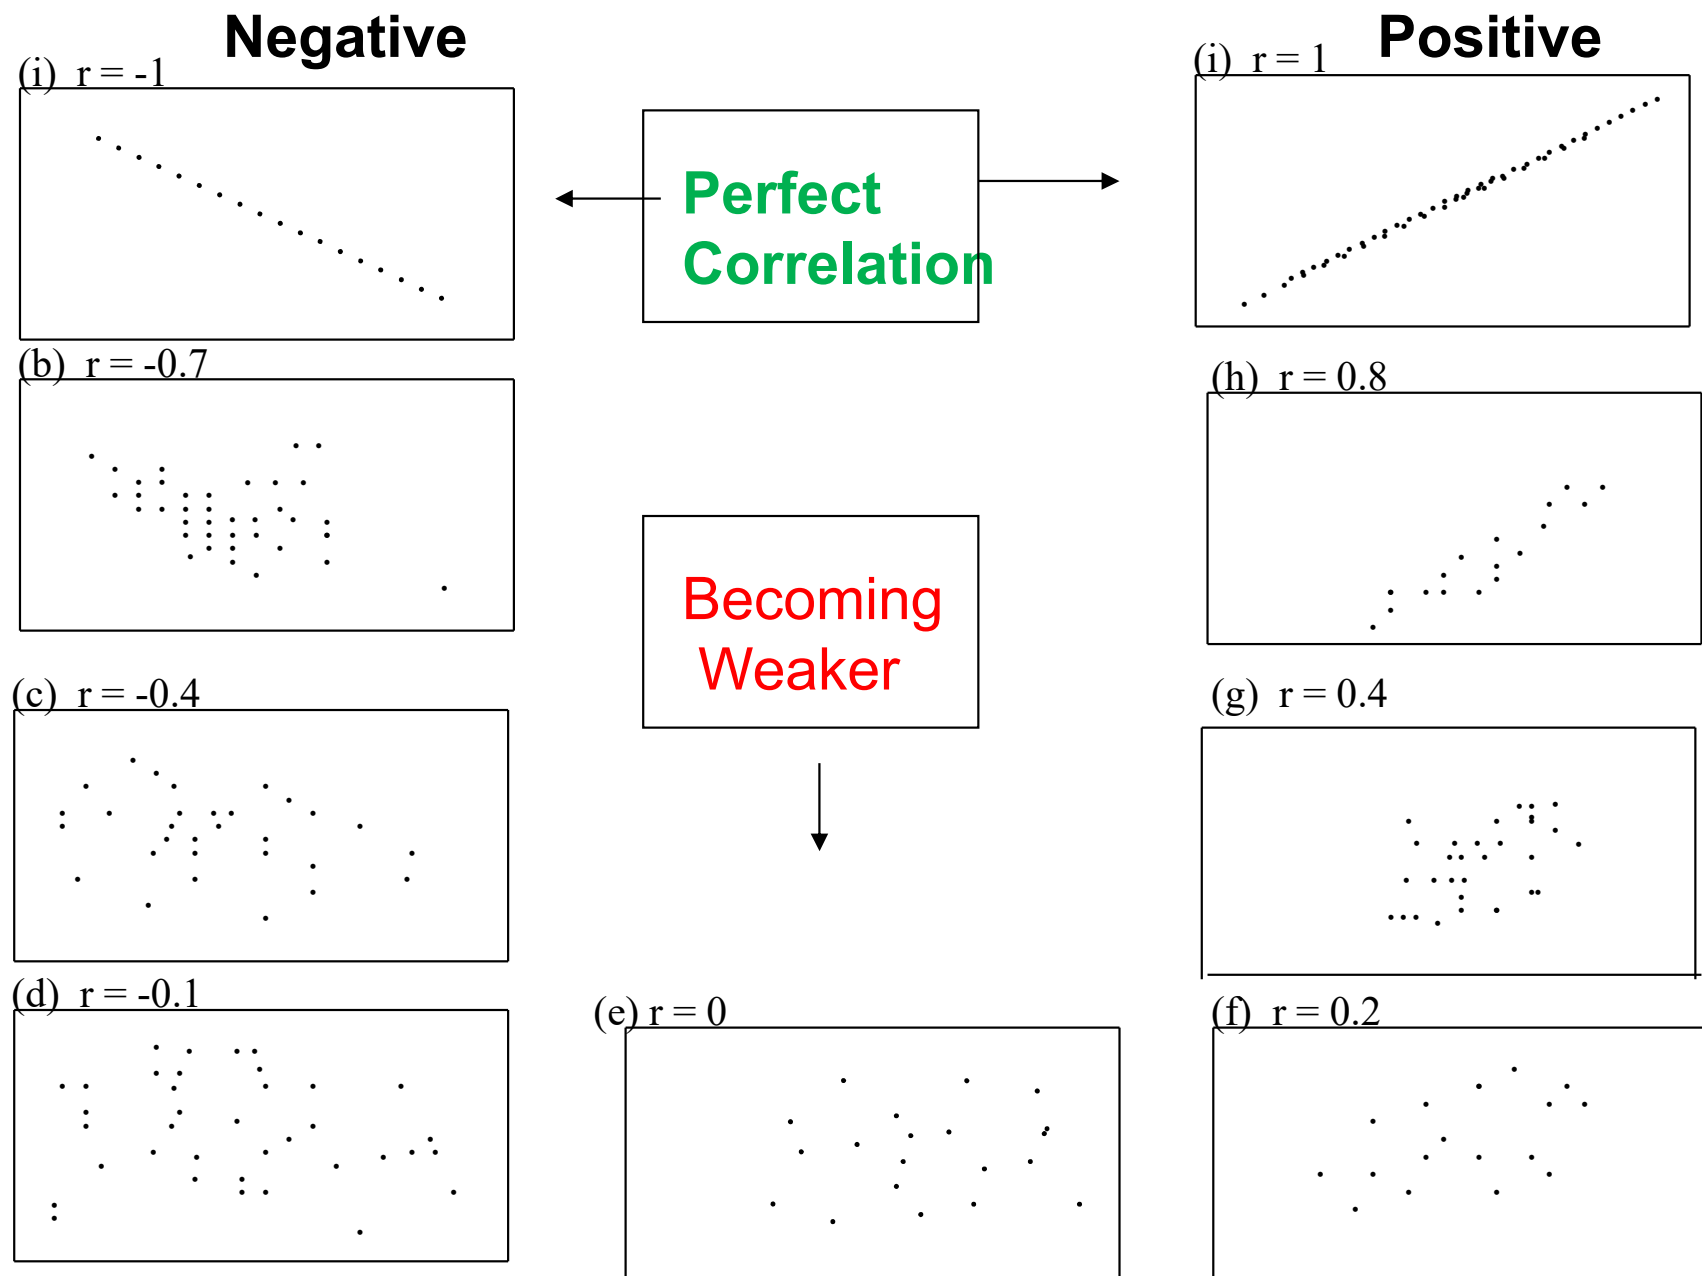 Negative
Positive
(i) r = -1
(i) r = 1
Perfect
Correlation
(b) r = -0.7
(h) r = 0.8
Becoming
Weaker
(c) r = -0.4
(g) r = 0.4
(d) r = -0.1
(e) r = 0
(f) r = 0.2